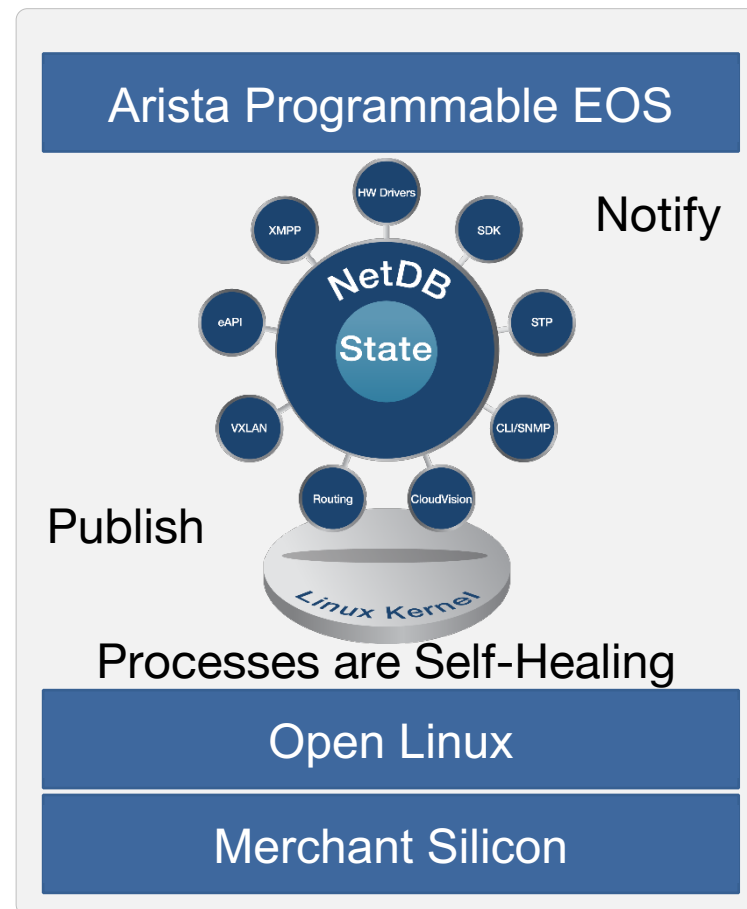 Arista Programmable EOS
HW Drivers
XMPP
SDK
Notify
NetDB
eAPI
State
STP
VXLAN
CLI/SNMP
Routing
CloudVision
Publish
Linux Kernel
Processes are Self-Healing
Open Linux
Merchant Silicon